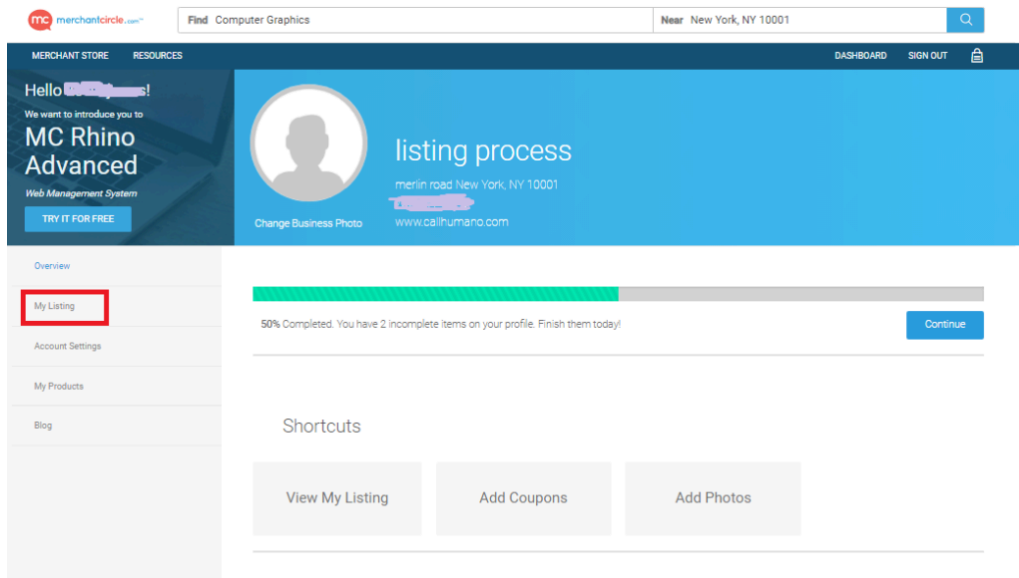 mc merchantcircle.com
Find Computer Graphics
Near New York, NY 10001
MERCHANT STORE RESOURCES
DASHBOARD SIGN OUT
Hello !
We want to introduce you to
MC Rhino
Advanced
Web Management System
TRY IT FOR FREE
Change Business Photo
listing process
merlin road New York, NY 10001
www.callhumano.com
Overview
My Listing
Account Settings
My Products
Blog
50% Completed. You have 2 incomplete items on your profile. Finish them today!
Continue
Shortcuts
View My Listing
Add Coupons
Add Photos